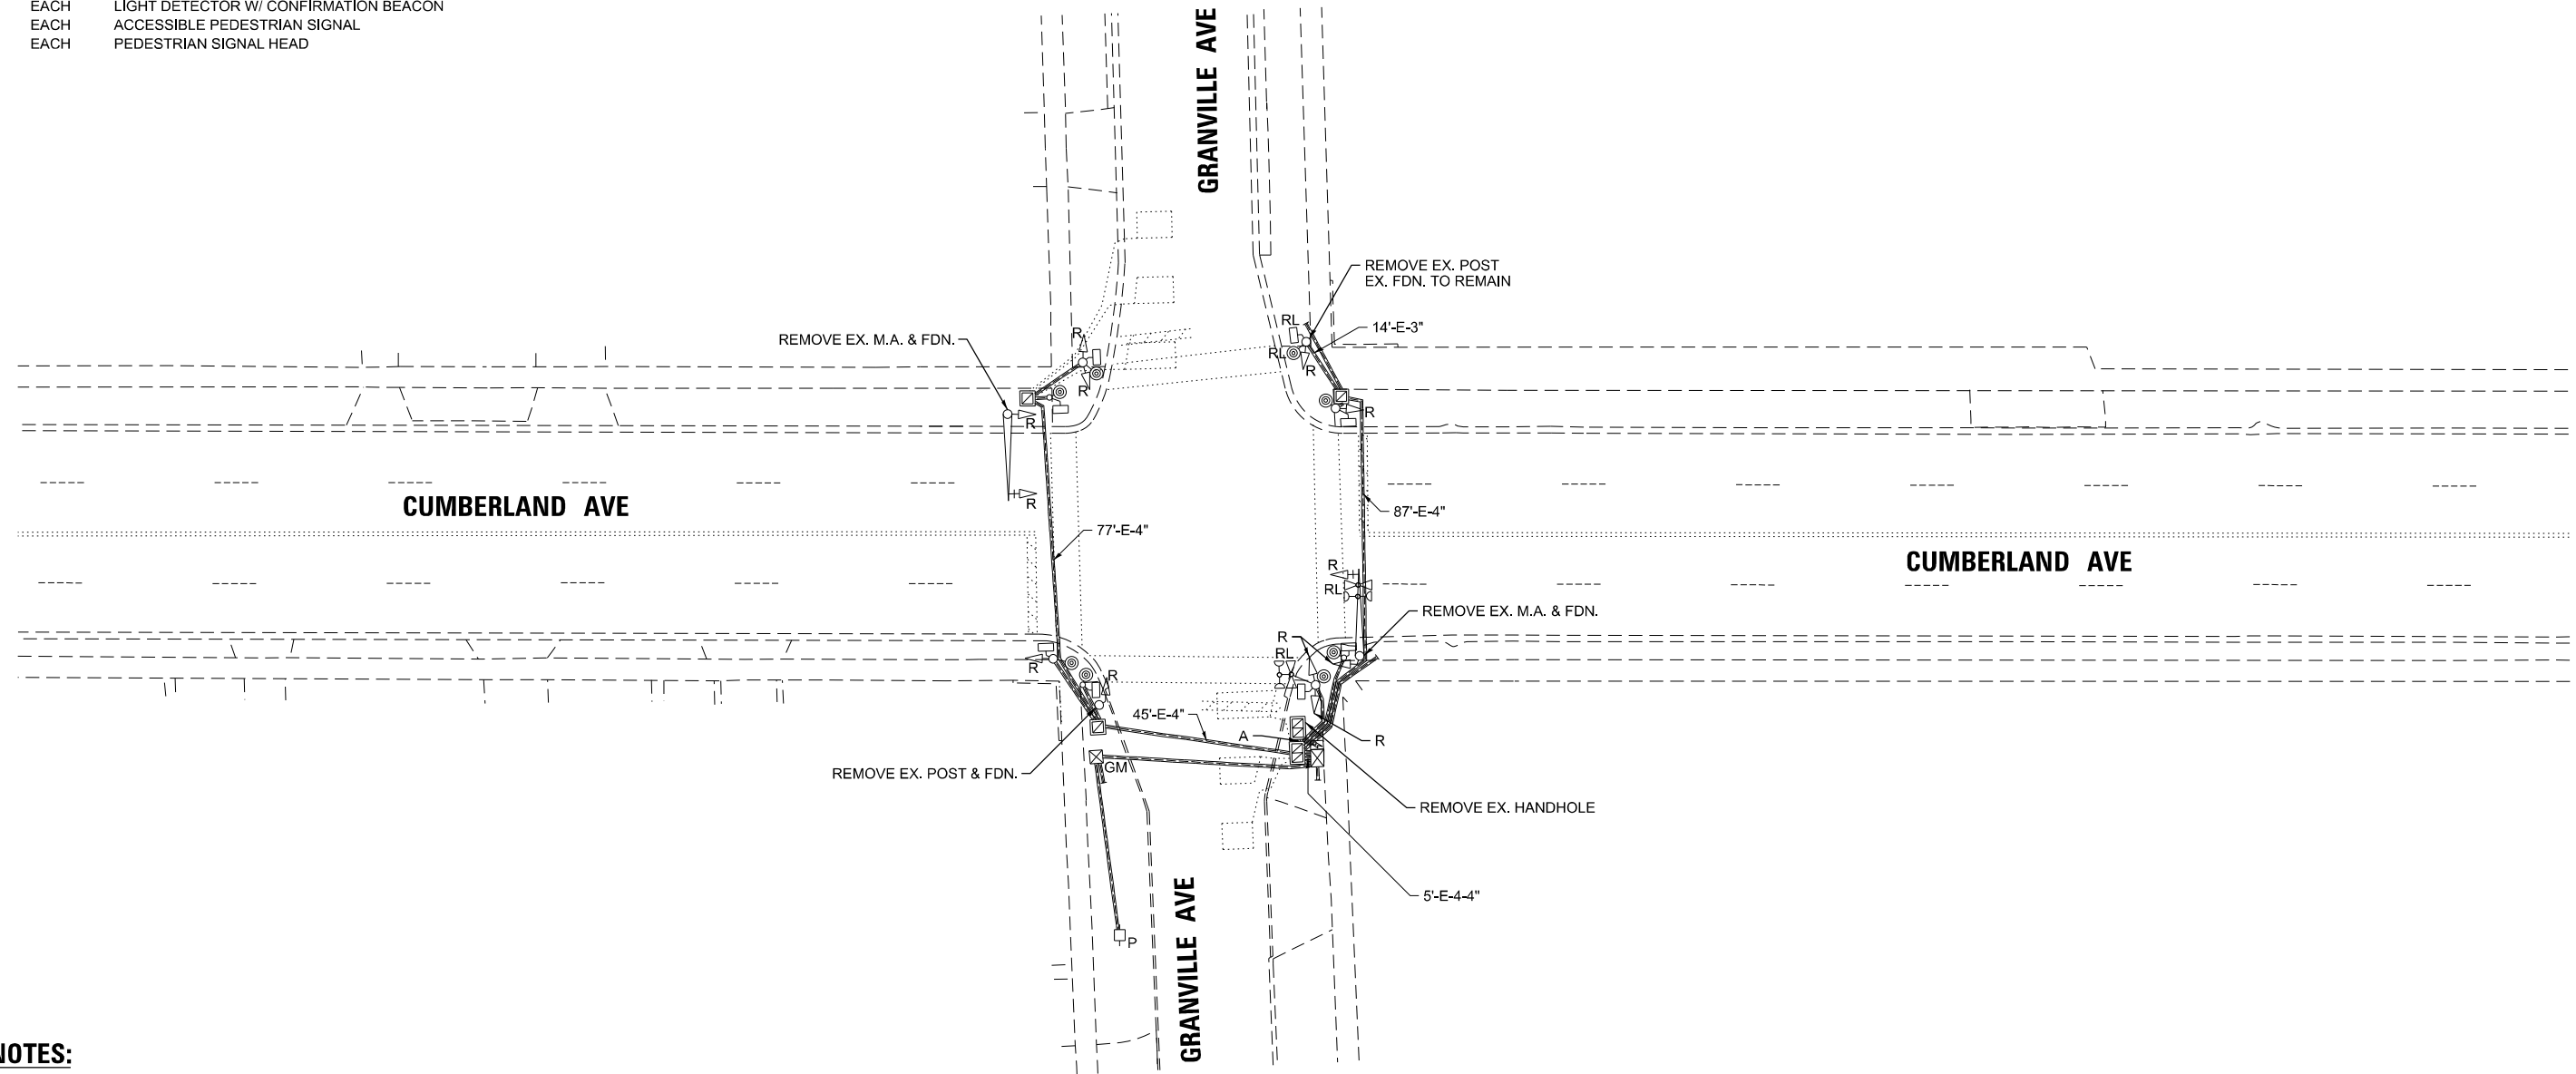 EACH LIGHT DETECTOR W/ CONFIRMATION BEACON
EACH ACCESSIBLE PEDESTRIAN SIGNAL
EACH PEDESTRIAN SIGNAL HEAD
GRANVILLE AVE
REMOVE EX. POST
EX. FDN. TO REMAIN
RL
14'-E-3"
REMOVE EX. M.A. & FDN.
R
RL
R
R
R
R
R
R
CUMBERLAND AVE
87'-E-4"
77'-E-4"
CUMBERLAND AVE
R
RL
REMOVE EX. M.A. & FDN.
R
RL
R
R
45'-E-4"
A
R
REMOVE EX. POST & FDN.
GM
REMOVE EX. HANDHOLE
5'-E-4-4"
P
GRANVILLE AVE
NOTES: